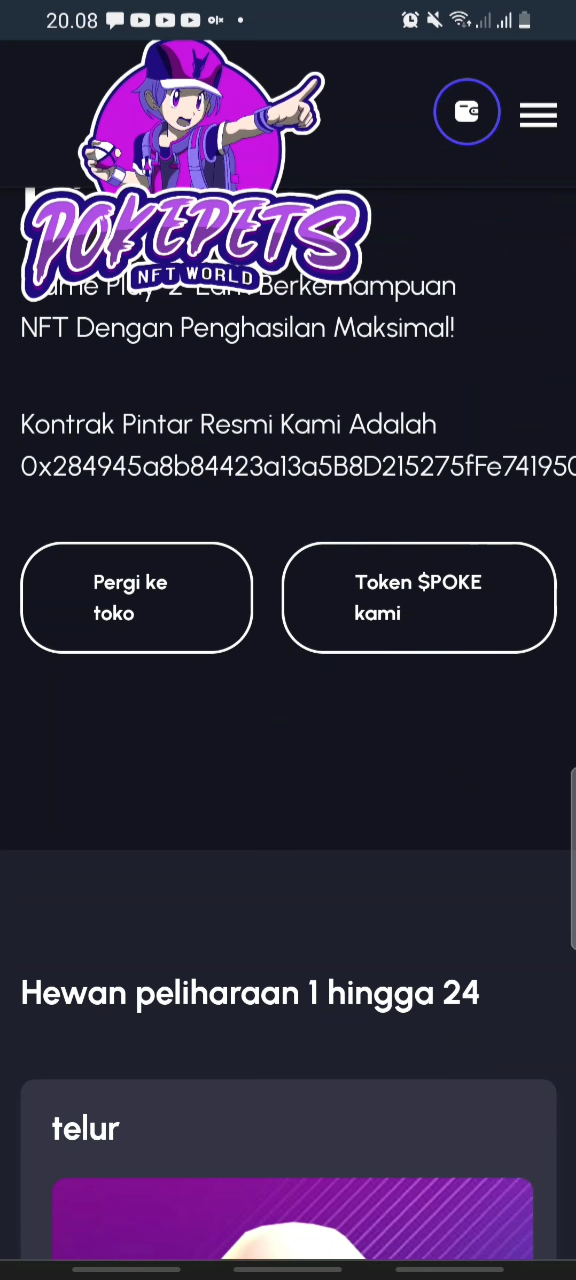 20.08
POKEPETS
NFT WORLD
Berkemampuan
NFT Dengan Penghasilan Maksimal!
Kontrak Pintar Resmi Kami Adalah
0x284945a8b84423a13a5B8D215275fFe741950
Pergi ke
toko
Token $POKE
kami
Hewan peliharaan 1 hingga 24
telur